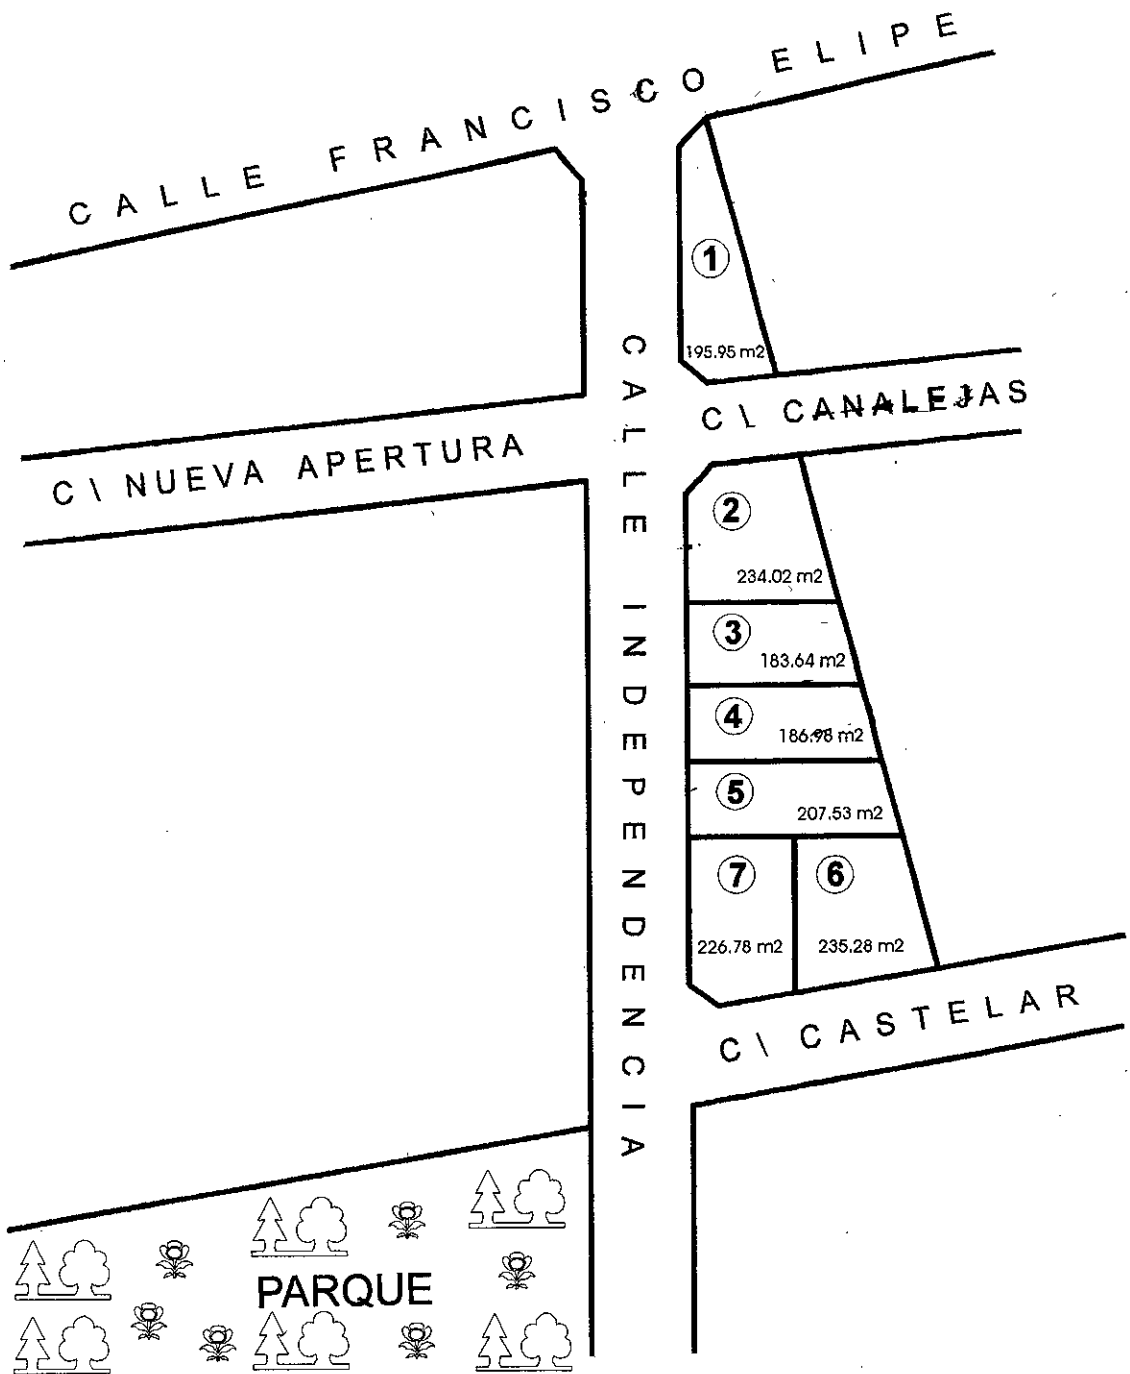 CALLE FRANCISCO ELIPE
1
195.95 m2
CALLE INDEPENDENCIA
C\ CANALEJAS
C\ NUEVA APERTURA
2
234.02 m2
3
183.64 m2
4
186.98 m2
5
207.53 m2
7
6
226.78 m2
235.28 m2
C\ CASTELAR
PARQUE